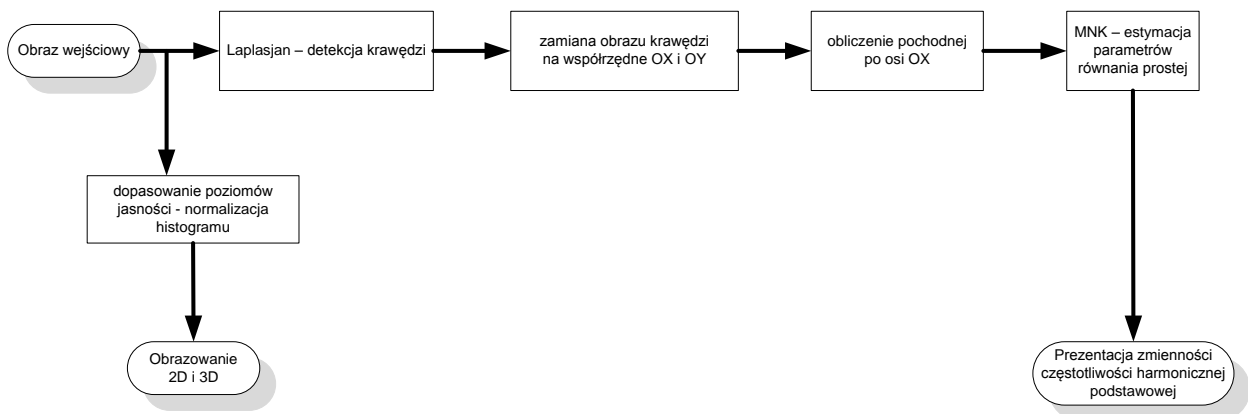 Obraz wejściowy
Laplasjan – detekcja krawędzi
zamiana obrazu krawędzi
na współrzędne OX i OY
obliczenie pochodnej
po osi OX
MNK – estymacja
parametrów
równania prostej
dopasowanie poziomów
jasności - normalizacja
histogramu
Obrazowanie
2D i 3D
Prezentacja zmienności
częstotliwości harmonicznej
podstawowej